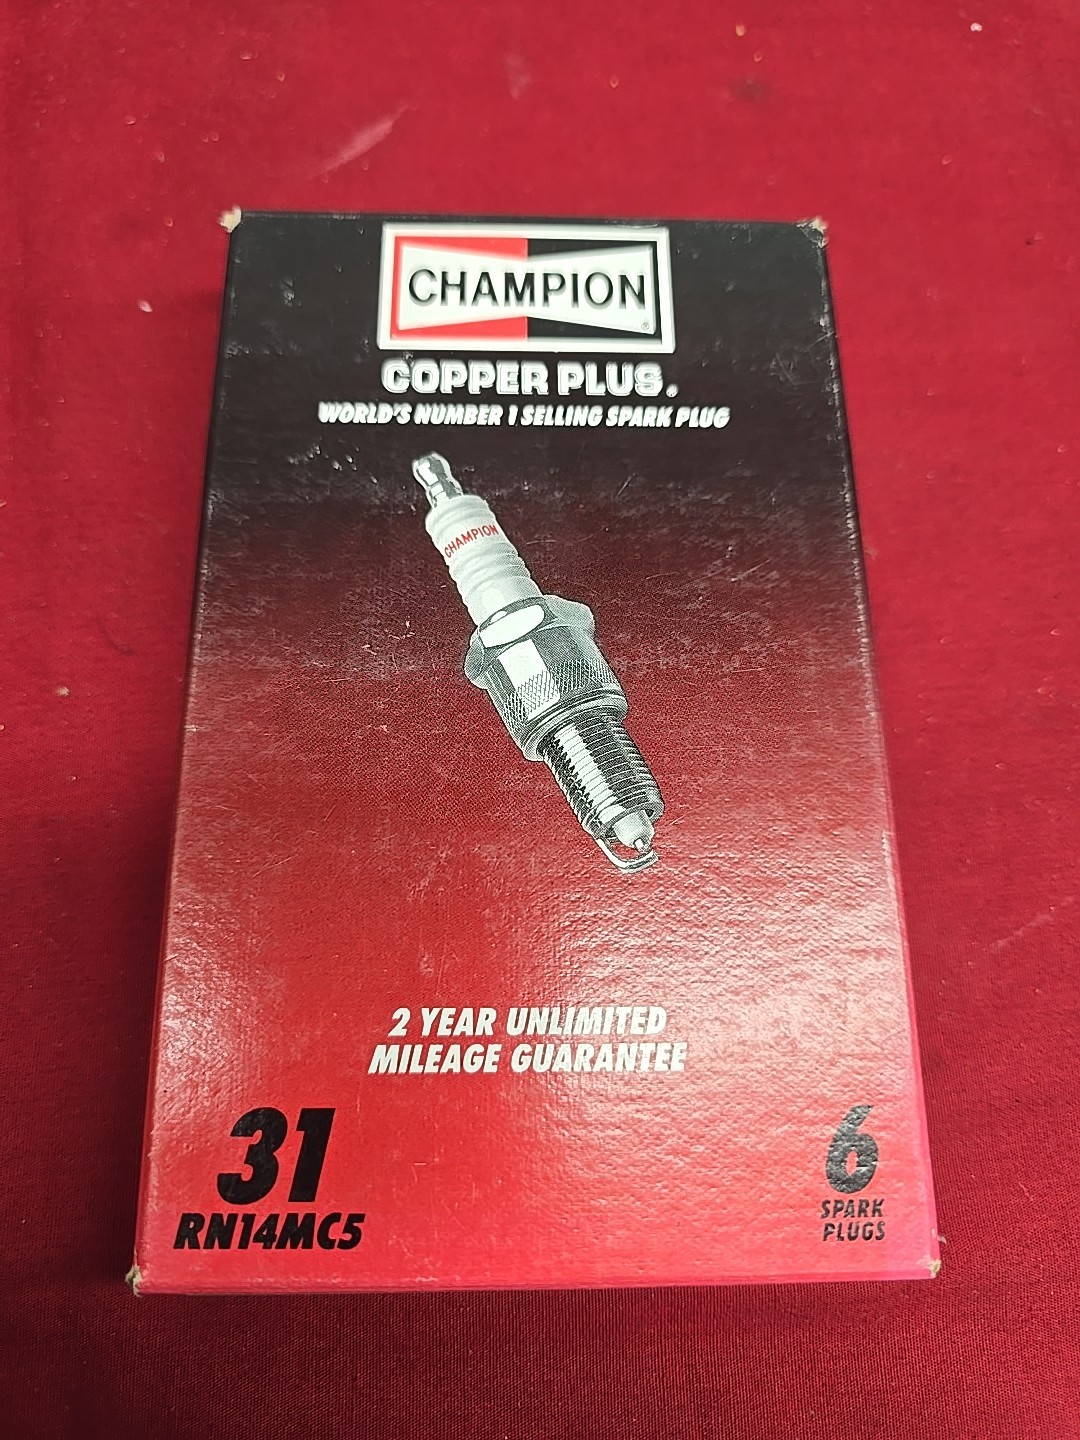 CHAMPION
COPPER PLUS®
WORLD'S NUMBER 1 SELLING SPARK PLUG
CHAMPION
2 YEAR UNLIMITED
MILEAGE GUARANTEE
31
RN14MC5
6
SPARK
PLUGS